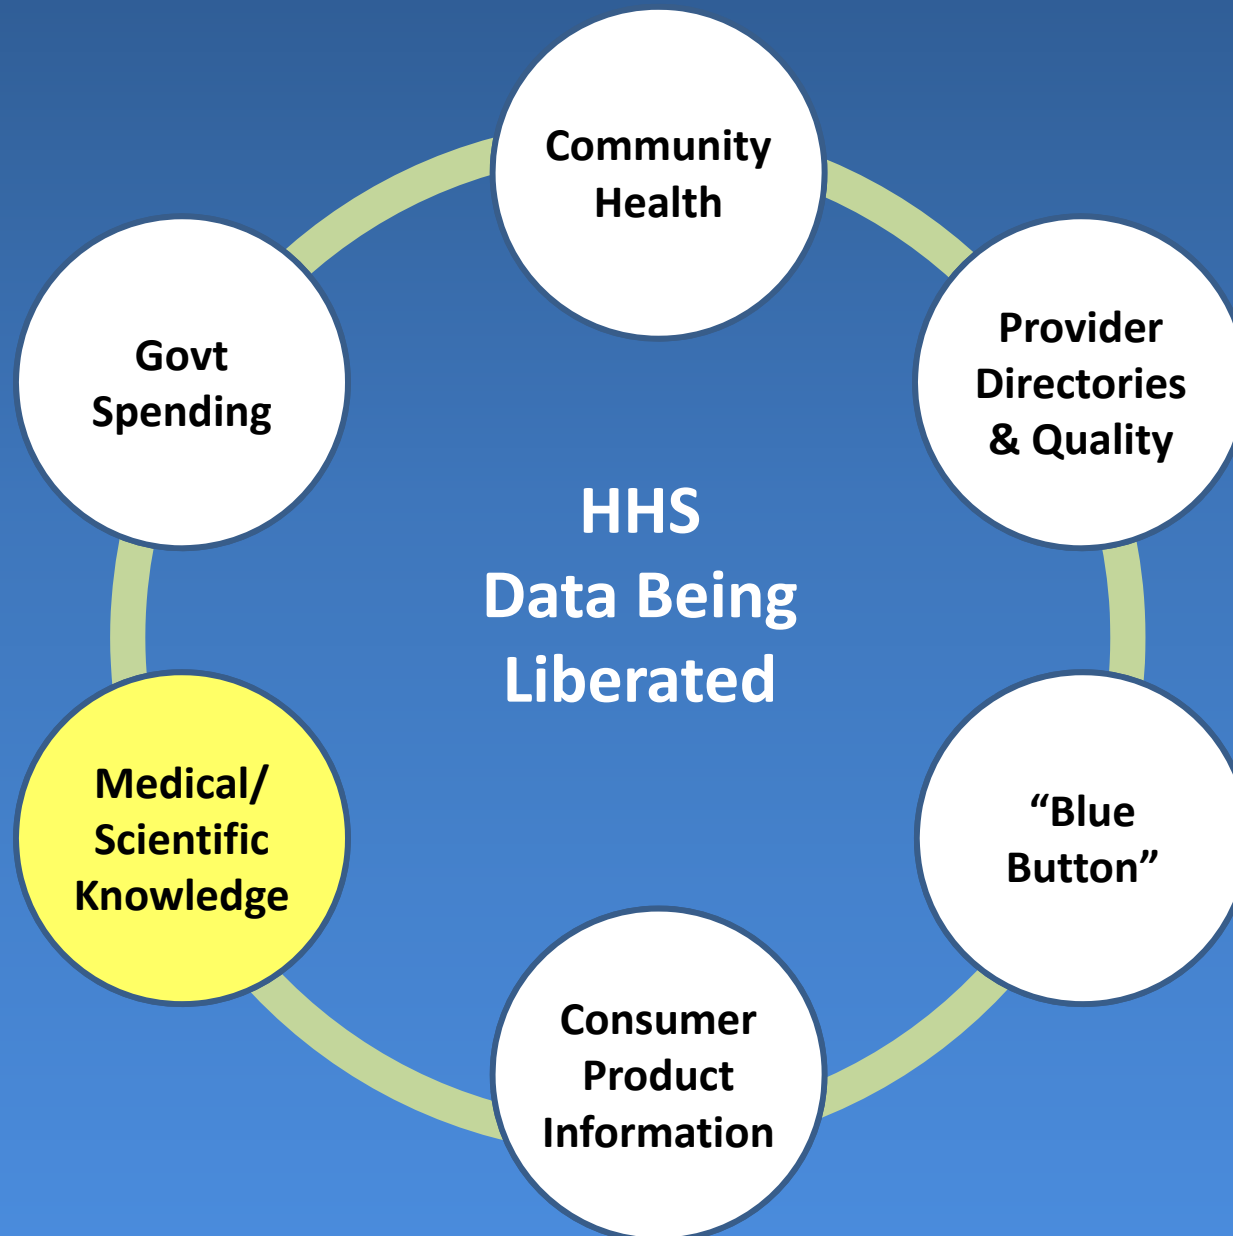 Community
Health
Provider
Directories
& Quality
Govt
Spending
HHS
Data Being
Liberated
Medical/
Scientific
Knowledge
“Blue
Button”
Consumer
Product
Information